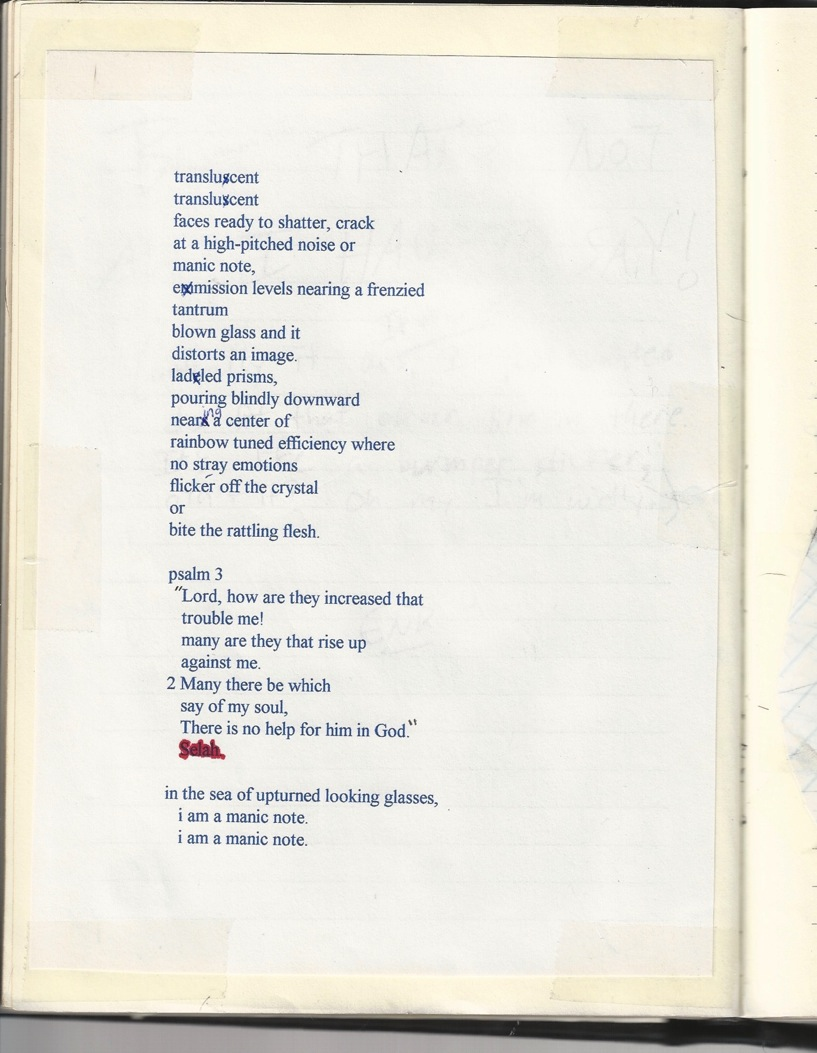 translucent
translucent
faces ready to shatter, crack
at a high-pitched noise or
manic note,
emission levels nearing a frenzied
tantrum
blown glass and it
distorts an image.
ladled prisms,
pouring blindly downward
nearing a center of
rainbow tuned efficiency where
no stray emotions
flicker off the crystal
or
bite the rattling flesh.
psalm 3
"Lord, how are they increased that
trouble me!
many are they that rise up
against me.
2 Many there be which
say of my soul,
There is no help for him in God."
Selah.
in the sea of upturned looking glasses,
i am a manic note.
i am a manic note.